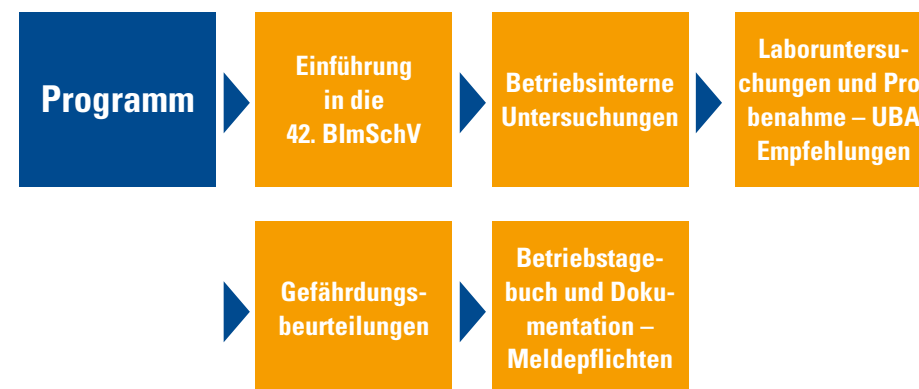 Programm
Einführung
in die
42. BImSchV
Betriebsinterne
Untersuchungen
Laboruntersu-
chungen und Pro
benahme – UBA
Empfehlungen
Gefährdungs-
beurteilungen
Betriebstage-
buch und Doku-
mentation –
Meldepflichten